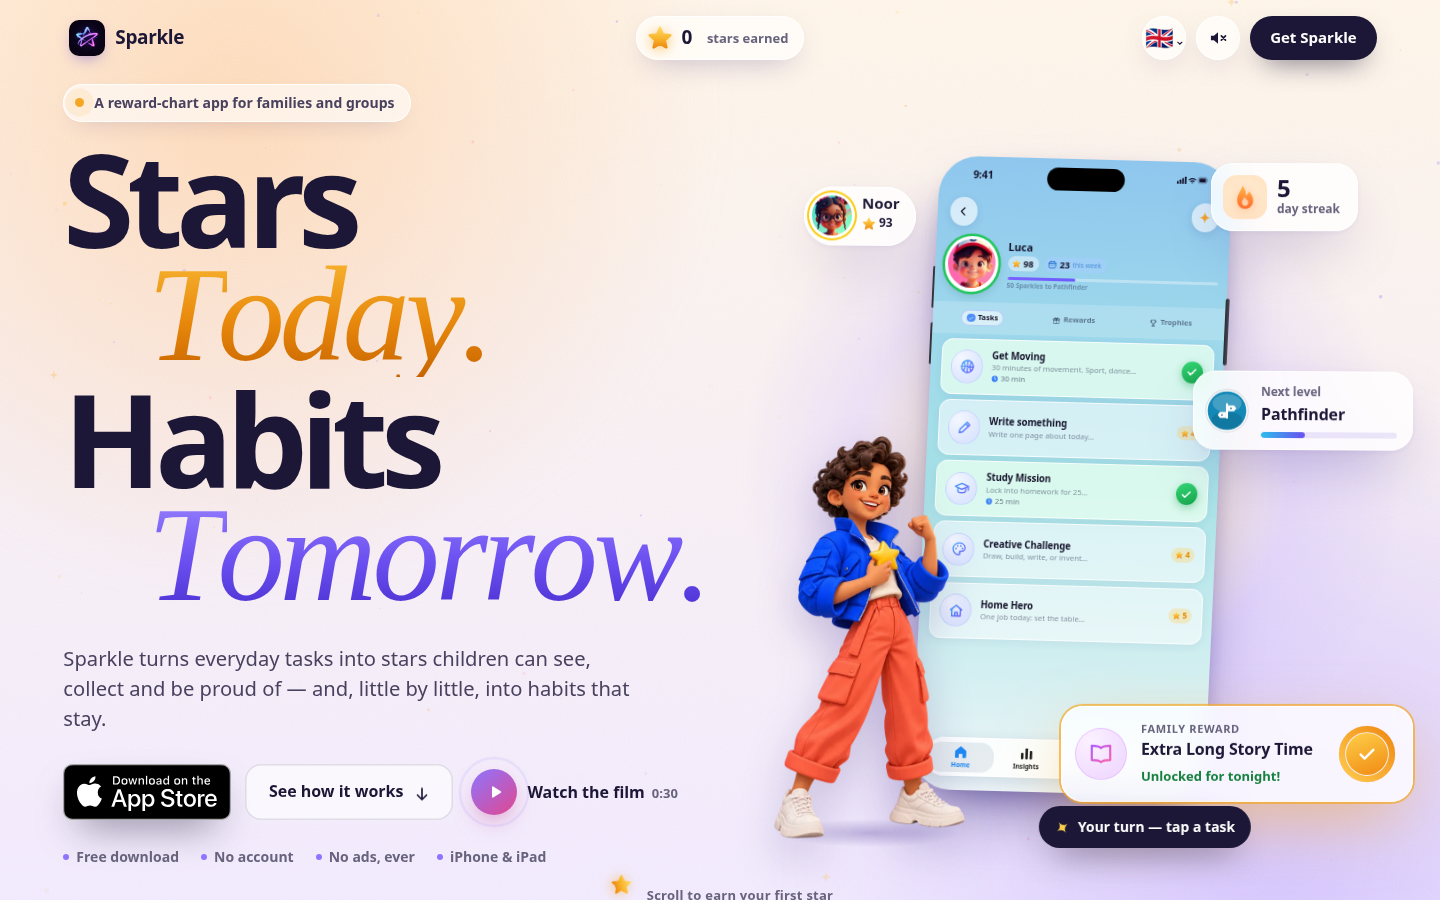 Sparkle
0 stars earned
Get Sparkle
A reward-chart app for families and groups
Stars
Today.
Habits
Tomorrow.
Sparkle turns everyday tasks into stars children can see,
collect and be proud of — and, little by little, into habits that
stay.
Download on the
App Store
See how it works
Watch the film 0:30
Free download
No account
No ads, ever
iPhone & iPad
Scroll to earn your first star
Noor
93
9:41
5
day streak
Luca
98
23 this week
50 Sparkles to Pathfinder
Tasks
Rewards
Trophies
Get Moving
30 minutes of movement. Sport, dance...
30 min
Next level
Pathfinder
Write something
Write one page about today...
Study Mission
Lock into homework for 25...
25 min
Creative Challenge
Draw, build, write, or invent...
4
Home Hero
One job today: set the table...
5
Home
Insights
FAMILY REWARD
Extra Long Story Time
Unlocked for tonight!
Your turn — tap a task